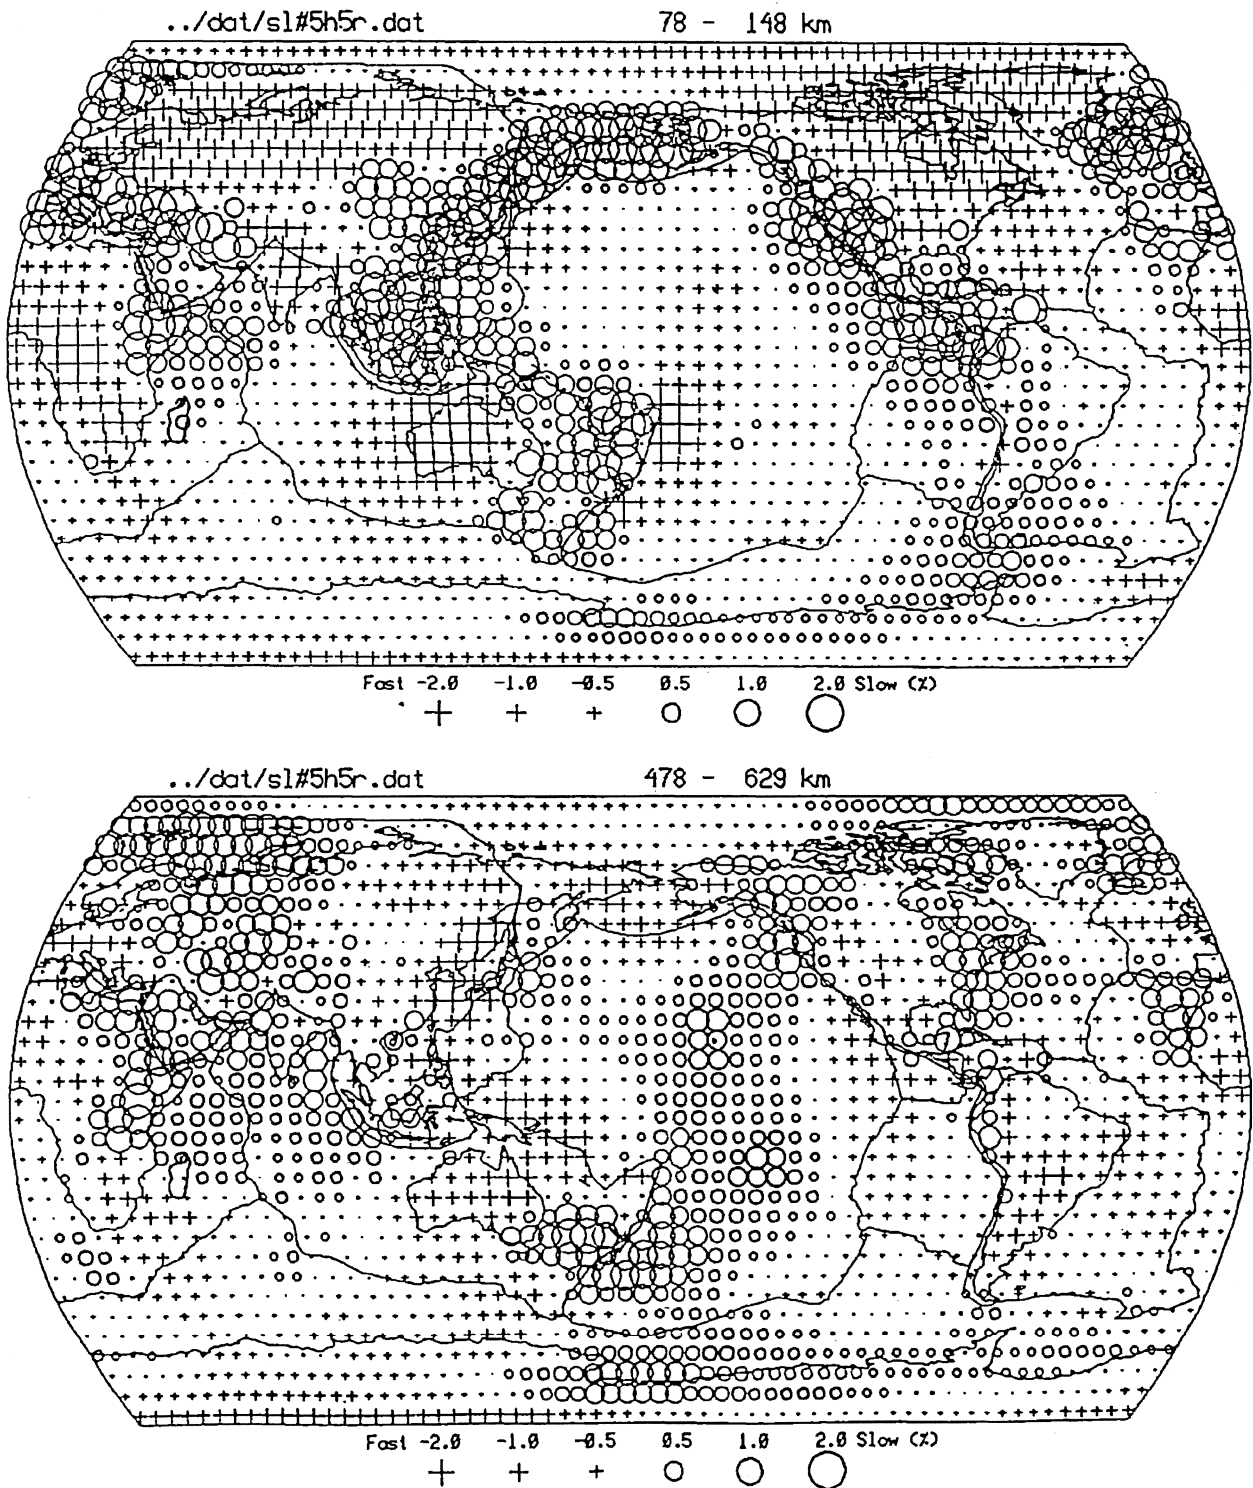 ../dat/sl#5h5r.dat 78 - 148 km
Fast -2.0 -1.0 -0.5 0.5 1.0 2.0 Slow (%)
../dat/sl#5h5r.dat 478 - 629 km
Fast -2.0 -1.0 -0.5 0.5 1.0 2.0 Slow (%)